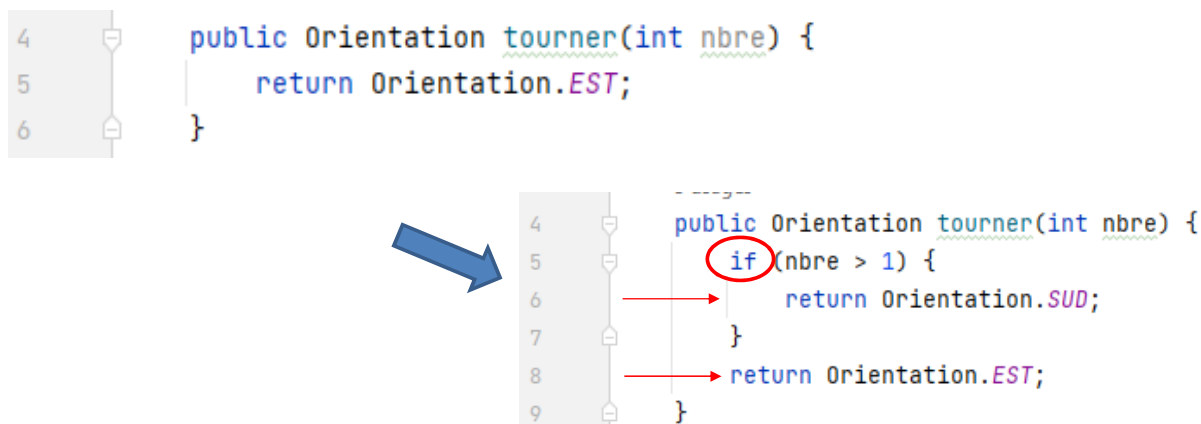 4 public Orientation tourner(int nbre) {
5 return Orientation.EST;
6 }
4 public Orientation tourner(int nbre) {
5 if (nbre > 1) {
6 return Orientation.SUD;
7 }
8 return Orientation.EST;
9 }